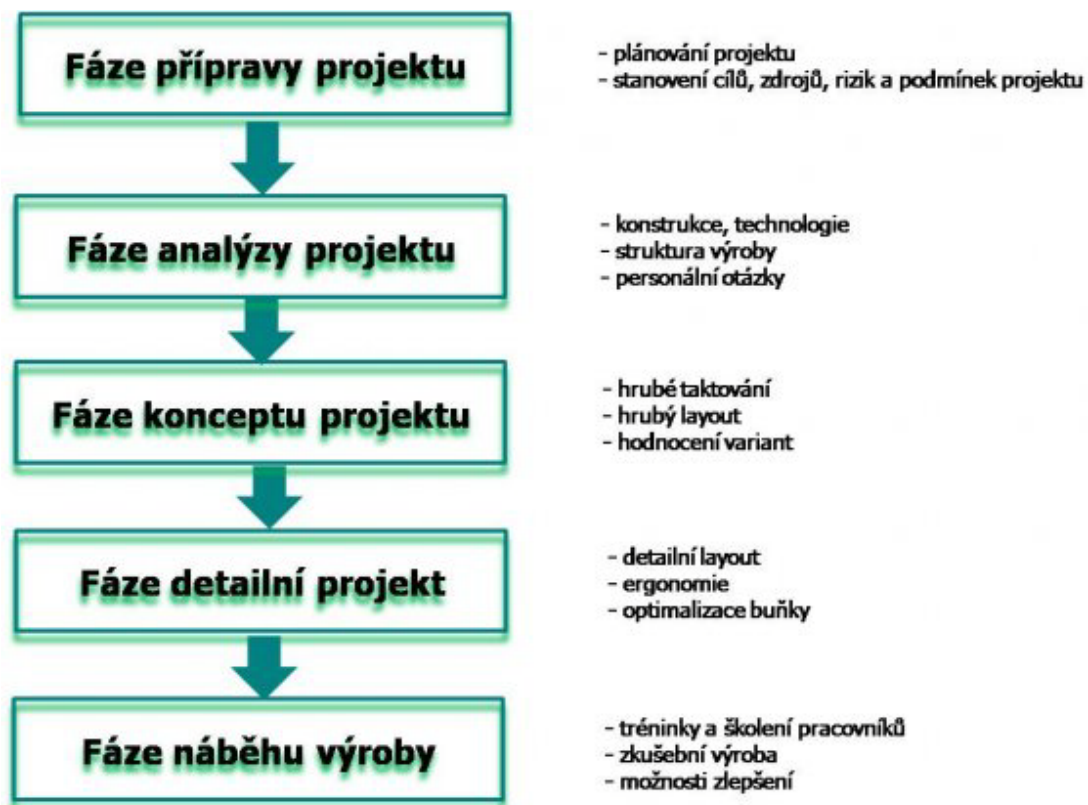 Fáze přípravy projektu
- plánování projektu
- stanovení cílů, zdrojů, rizik a podmínek projektu
Fáze analýzy projektu
- konstrukce, technologie
- struktura výroby
- personální otázky
Fáze konceptu projektu
- hrubé taktování
- hrubý layout
- hodnocení variant
Fáze detailní projekt
- detailní layout
- ergonomie
- optimalizace buňky
Fáze náběhu výroby
- tréninky a školení pracovníků
- zkušební výroba
- možnosti zlepšení